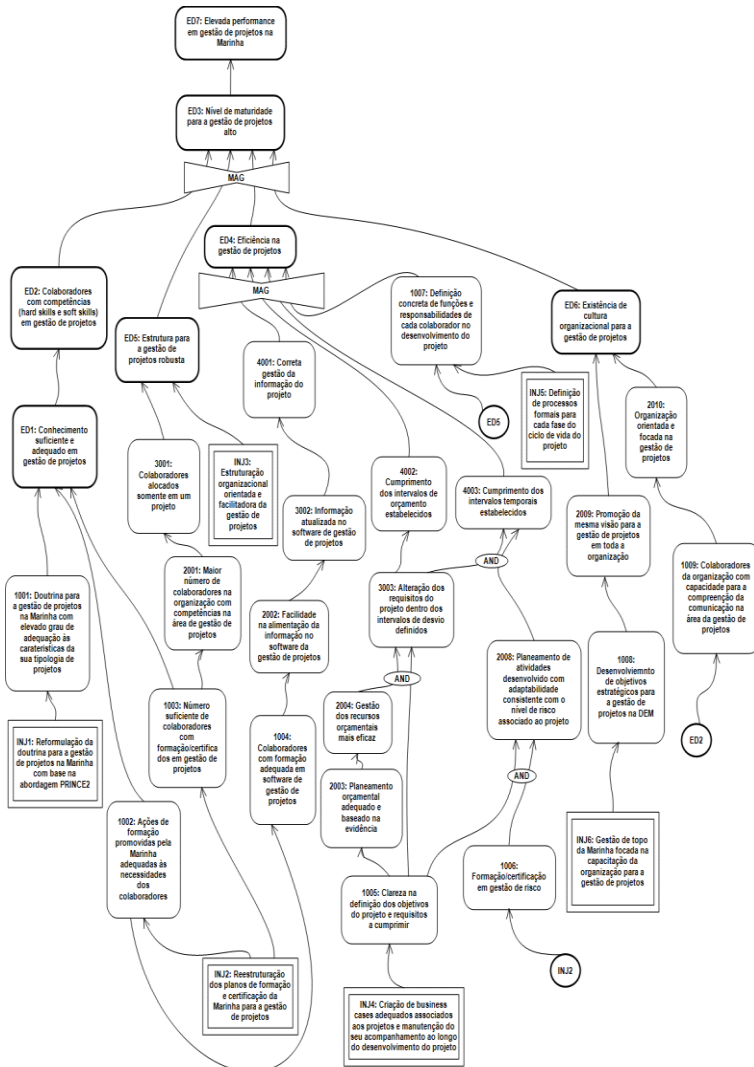 ED7: Elevada performance
em gestão de projetos na
Marinha
ED3: Nível de maturidade
para a gestão de projetos
alto
MAG
ED4: Eficiência na
gestão de projetos
MAG
ED2: Colaboradores
com competências
(hard skills e soft skills) em
gestão de projetos
ED5: Estrutura para
a gestão de
projetos robusta
4001: Correta
gestão da
informação do
projeto
1007: Definição
concreta de funções e
responsabilidades de
cada colaborador no
desenvolvimento do
projeto
ED6: Existência de
cultura
organizacional para a
gestão de projetos
ED5
INJ5: Definição
de processos
formais para
cada fase do
ciclo de vida do
projeto
2010:
Organização
orientada e
focada na
gestão de
projetos
ED1: Conhecimento
suficiente e
adequado em
gestão de projetos
3001:
Colaboradores
alocados
somente em um
projeto
INJ3:
Estruturação
organizacional
orientada e
facilitadora da
gestão de
projetos
4002:
Cumprimento dos
intervalos de
orçamento
estabelecidos
4003: Cumprimento dos
intervalos temporais
estabelecidos
3002: Informação
atualizada no
software de gestão
de projetos
2009: Promoção da
mesma visão para a
gestão de projetos
em toda a
organização
AND
1009: Colaboradores
da organização com
capacidade para a
compreenção da
comunicação na
área da gestão de
projetos
1001: Doutrina para
a gestão de projetos
na Marinha com
elevado grau de
adequação às
caraterísticas da
sua tipologia de
projetos
2001: Maior
número de
colaboradores na
organização com
competências na
área de gestão de
projetos
2002: Facilidade
na alimentação da
informação no
software da
gestão de projetos
3003: Alteração dos
requisitos do
projeto dentro dos
intervalos de desvio
definidos
AND
2008: Planeamento de
atividades
desenvolvido com
adaptabilidade
consistente com o
nível de risco
associado ao projeto
1008:
Desenvolviemnto
de objetivos
estratégicos para
a gestão de
projetos na DEM
ED2
1003: Número
suficiente de
colaboradores
com
formação/certifica
dos em gestão de
projetos
2004: Gestão
dos recursos
orçamentais
mais eficaz
1004:
Colaboradores
com formação
adequada em
software de
gestão de
projetos
INJ1: Reformulação da
doutrina para a gestão
de projetos na Marinha
com base na
abordagem PRINCE2
2003: Planeamento
orçamental
adequado e
baseado na
evidência
AND
1002: Ações de
formação
promovidas pela
Marinha
adequadas às
necessidades
dos
colaboradores
INJ6: Gestão de
topo da Marinha
focada na
capacitação da
organização para a
gestão de projetos
1005: Clareza na
definição dos objetivos
do projeto e requisitos
a cumprir
1006:
Formação/certificação
em gestão de risco
INJ2: Reestruturação
dos planos de formação
e certificação da
Marinha para a gestão
de projetos
INJ2
INJ4: Criação de business
cases adequados associados
aos projetos e manutenção do
seu acompanhamento ao longo
do desenvolvimento do projeto